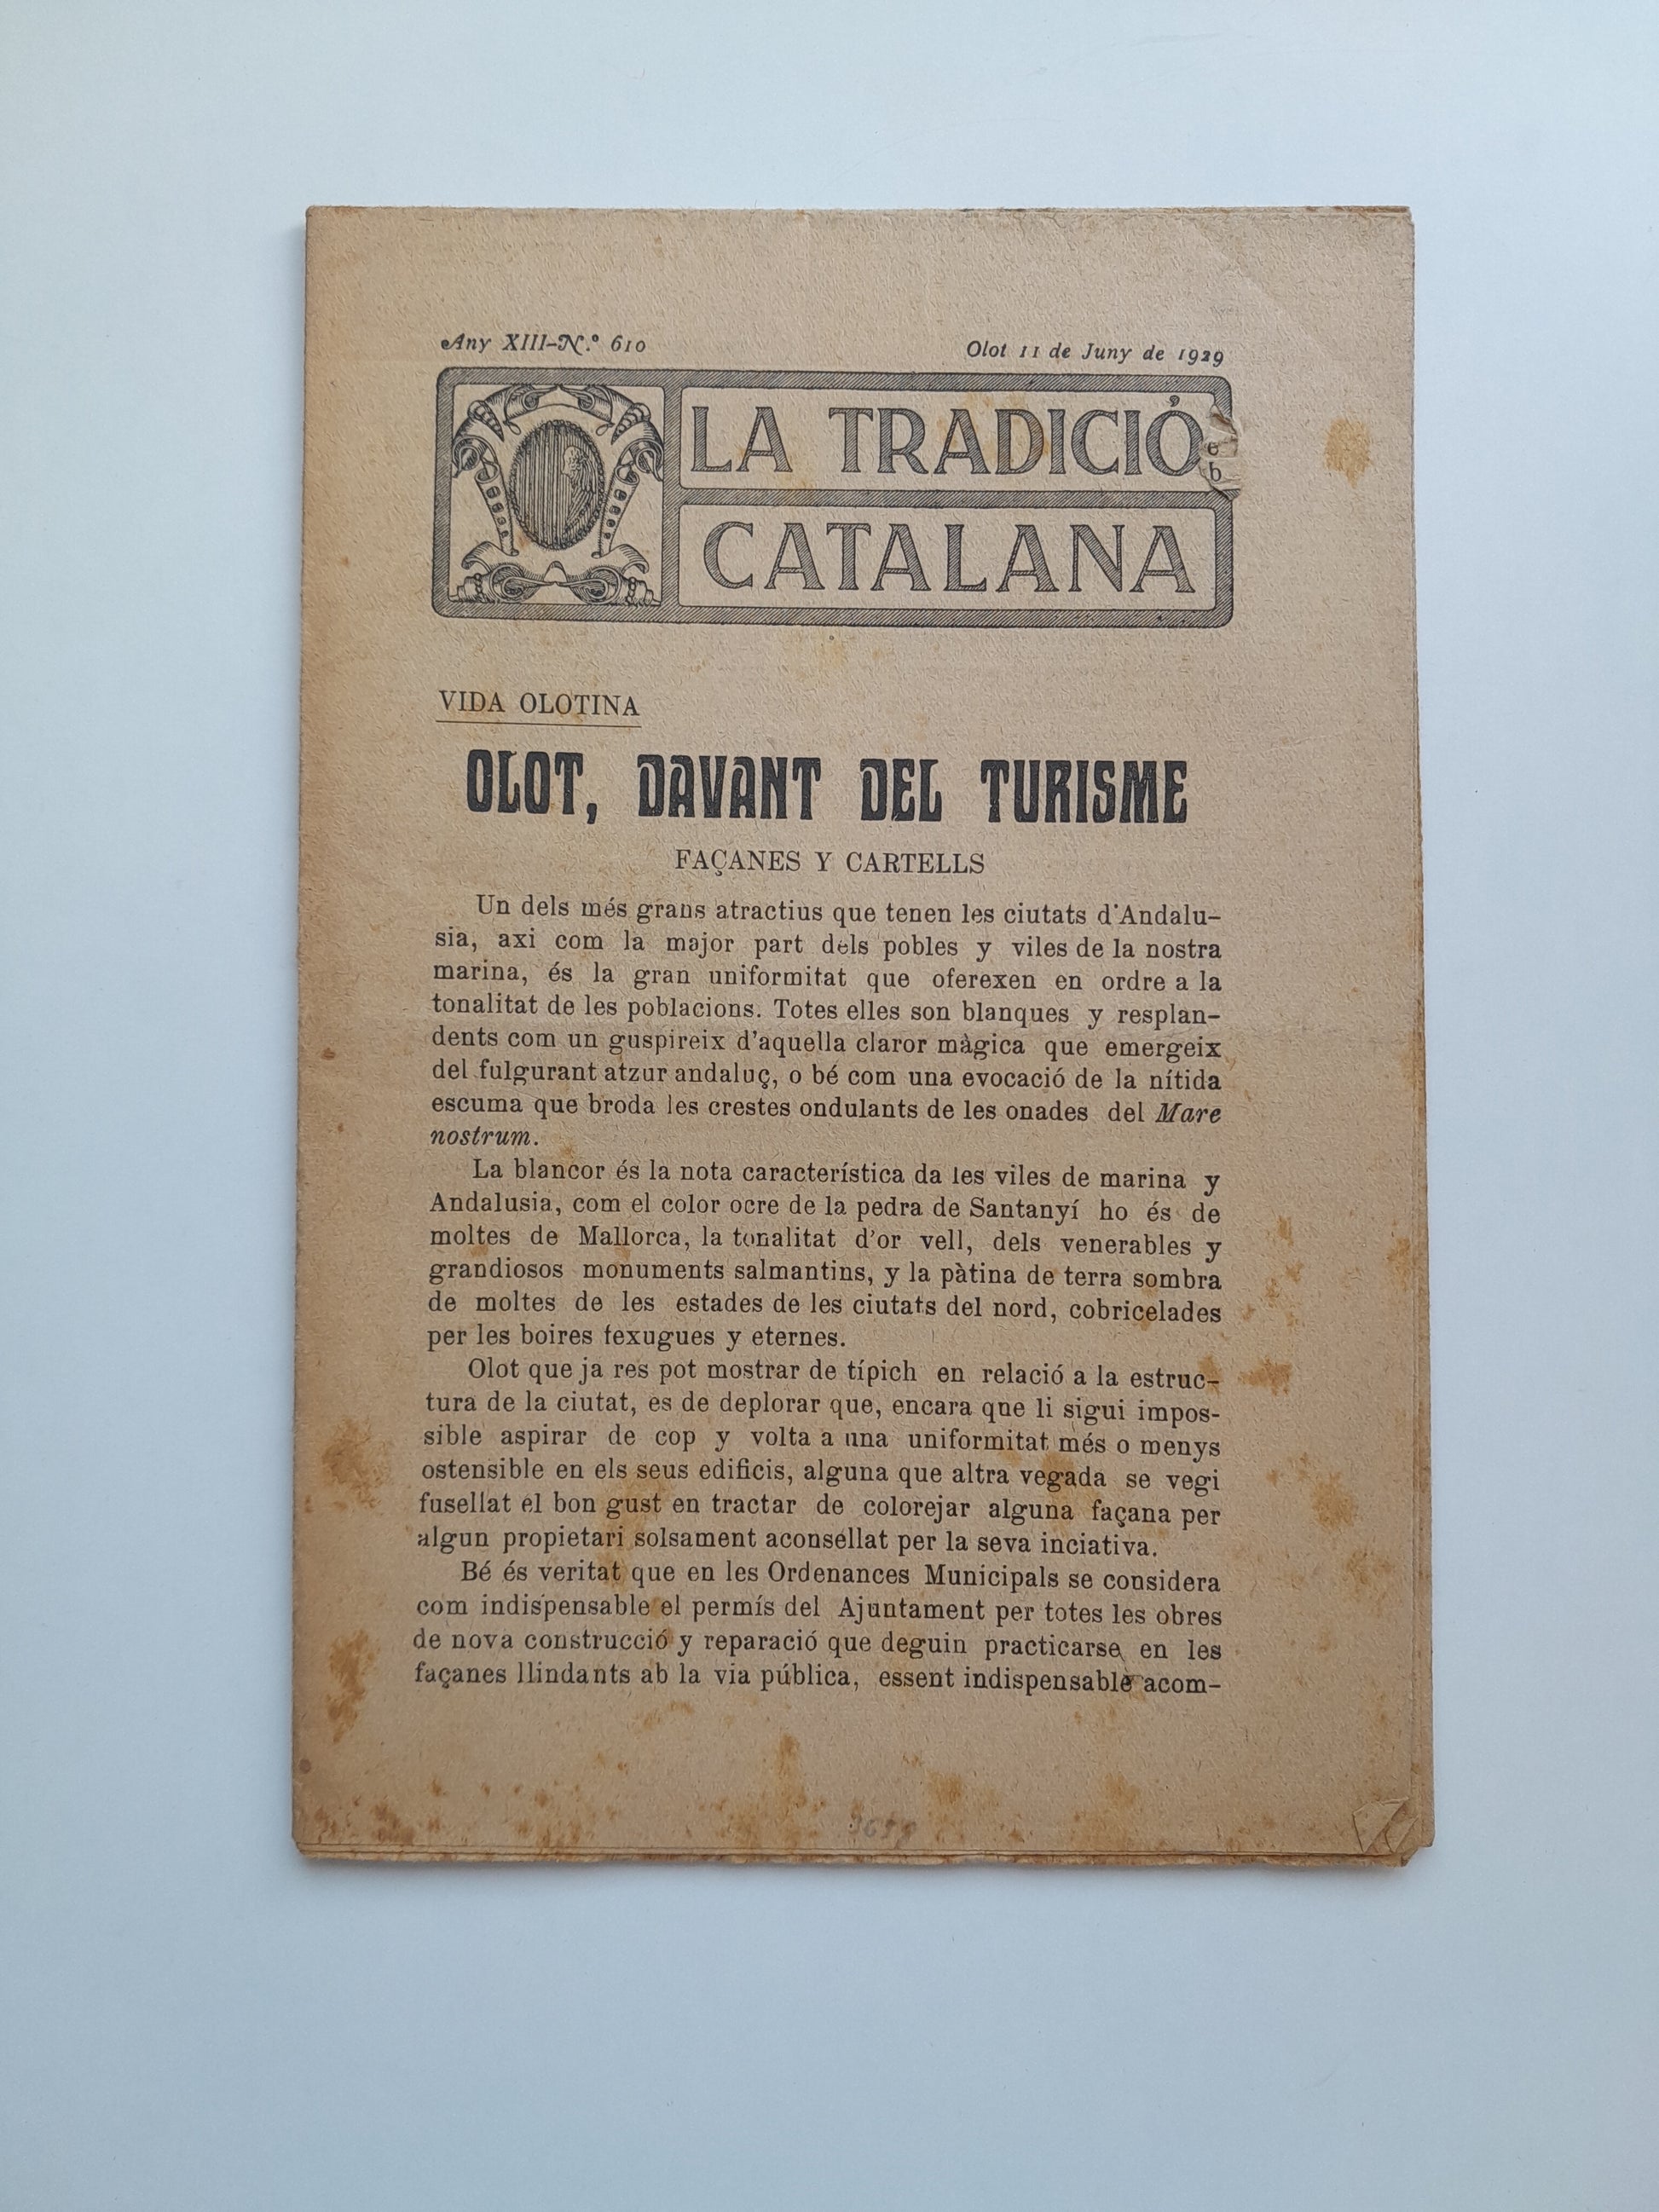 Any XIII-N.º 610
Olot 11 de Juny de 1929
LA TRADICIÓ
CATALANA
VIDA OLOTINA
OLOT, DAVANT DEL TURISME
FAÇANES Y CARTELLS
Un dels més grans atractius que tenen les ciutats d'Andalu-
sia, axi com la major part dels pobles y viles de la nostra
marina, és la gran uniformitat que oferexen en ordre a la
tonalitat de les poblacions. Totes elles son blanques y resplan-
dents com un guspireix d'aquella claror màgica que emergeix
del fulgurant atzur andaluç, o bé com una evocació de la nítida
escuma que broda les crestes ondulants de les onades del Mare
nostrum.
La blancor és la nota característica da les viles de marina y
Andalusia, com el color ocre de la pedra de Santanyí ho és de
moltes de Mallorca, la tonalitat d'or vell, dels venerables y
grandiosos monuments salmantins, y la pàtina de terra sombra
de moltes de les estades de les ciutats del nord, cobricelades
per les boires fexugues y eternes.
Olot que ja res pot mostrar de típich en relació a la estruc-
tura de la ciutat, es de deplorar que, encara qne li sigui impos-
sible aspirar de cop y volta a una uniformitat més o menys
ostensible en els seus edificis, alguna que altra vegada se vegi
fusellat el bon gust en tractar de colorejar alguna façana per
algun propietari solsament aconsellat per la seva inciativa.
Bé és veritat que en les Ordenances Municipals se considera
com indispensable el permís del Ajuntament per totes les obres
de nova construcció y reparació que deguin practicarse en les
façanes llindants ab la via pública, essent indispensable acom-